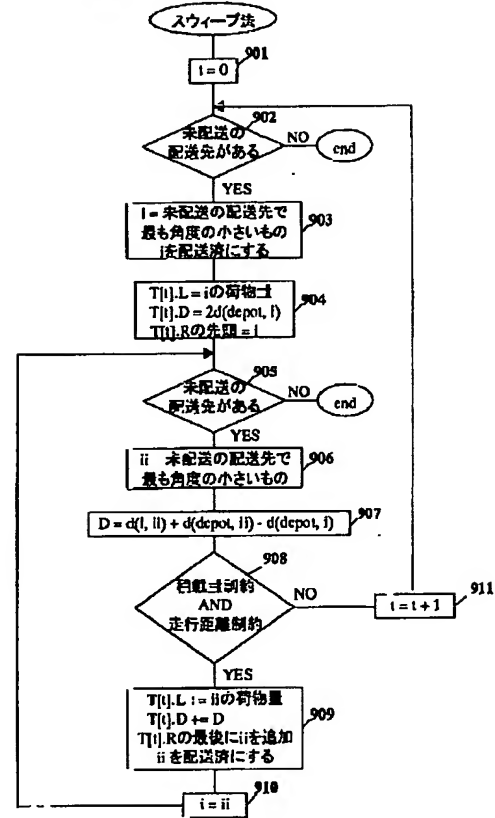 スウィープ法
901
t = 0
902
未配送の
配送先がある
NO
end
YES
903
i = 未配送の配送先で
最も角度の小さいもの
iを配送済にする
904
T[t].L = iの荷物量
T[t].D = 2d(depot, i)
T[t].Rの先頭 = i
905
未配送の
配送先がある
NO
end
YES
906
ii 未配送の配送先で
最も角度の小さいもの
907
D = d(i, ii) + d(depot, ii) - d(depot, i)
908
積載量制約
AND
走行距離制約
NO
911
t = t + 1
YES
909
T[t].L := iiの荷物量
T[t].D += D
T[t].Rの最後にiiを追加
iiを配送済にする
910
i = ii